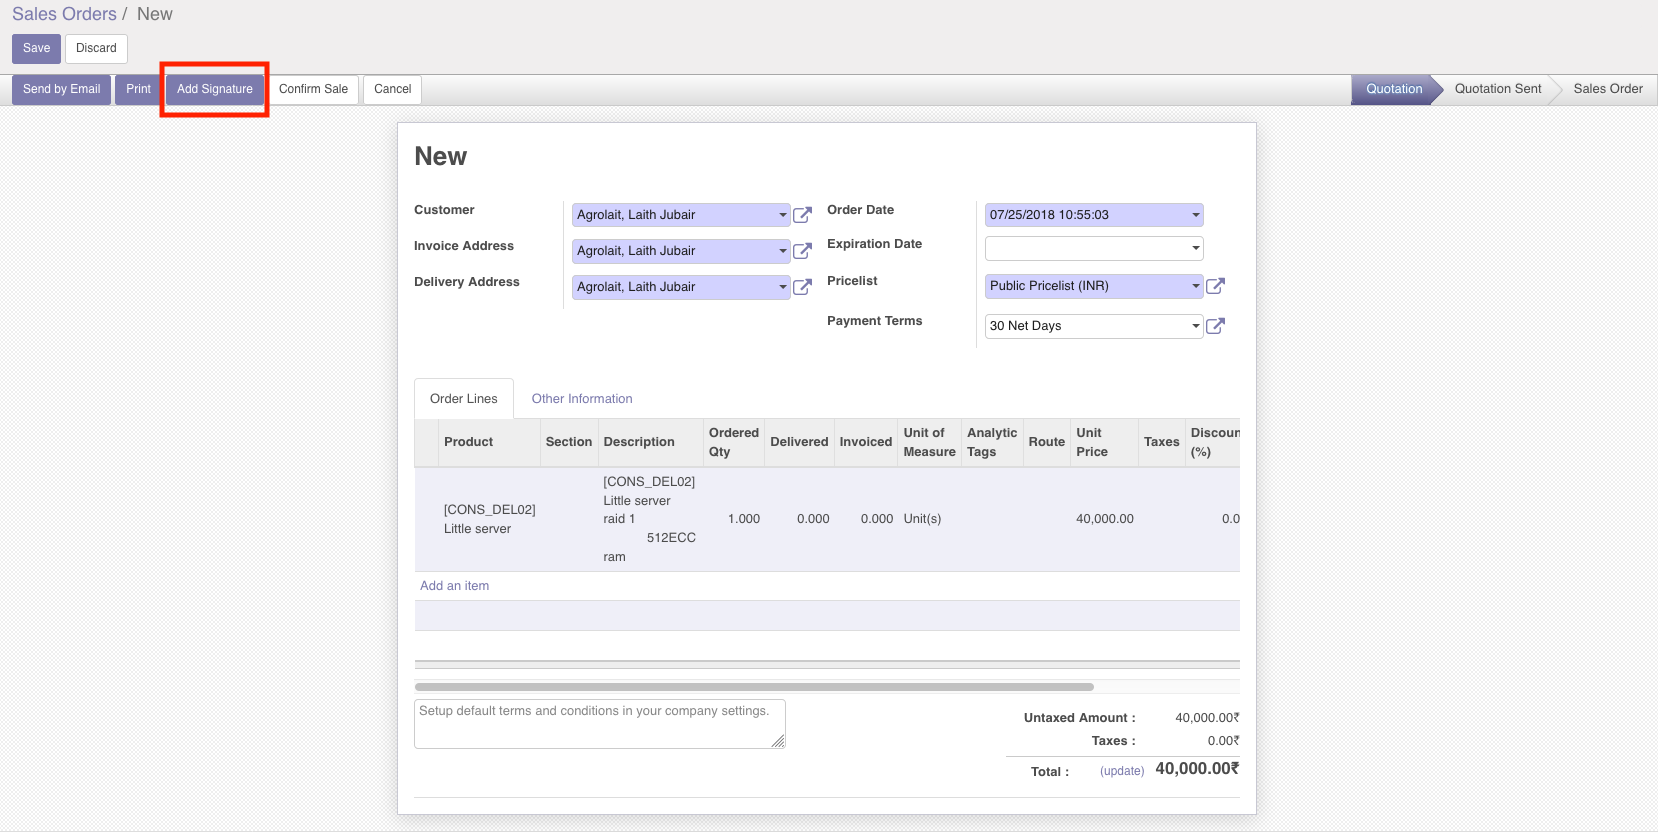 Sales Orders / New
Save Discard
Send by Email Print Add Signature Confirm Sale Cancel Quotation Quotation Sent Sales Order
New
Customer Agrolait, Laith Jubair
Invoice Address Agrolait, Laith Jubair
Delivery Address Agrolait, Laith Jubair
Order Date 07/25/2018 10:55:03
Expiration Date
Pricelist Public Pricelist (INR)
Payment Terms 30 Net Days
Order Lines Other Information
Product Section Description Ordered Qty Delivered Invoiced Unit of Measure Analytic Tags Route Unit Price Taxes Discoun (%)
[CONS_DEL02] Little server
[CONS_DEL02]
Little server
raid 1
512ECC
ram
1.000 0.000 0.000 Unit(s) 40,000.00 0.0
Add an item
Setup default terms and conditions in your company settings.
Untaxed Amount : 40,000.00₹
Taxes : 0.00₹
Total : (update) 40,000.00₹